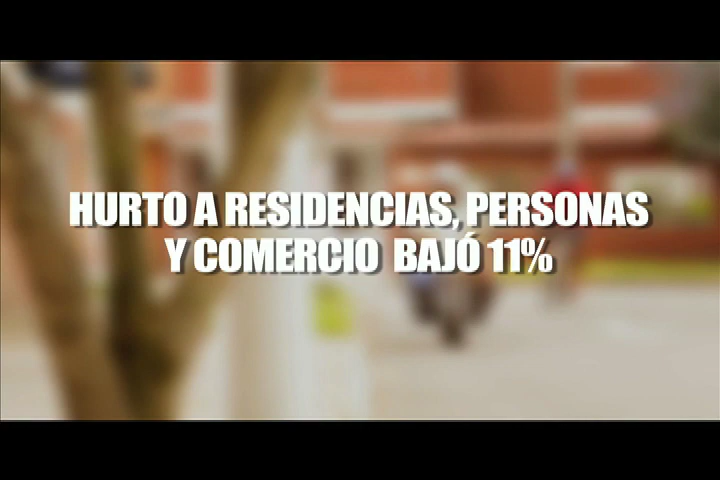 HURTO A RESIDENCIAS, PERSONAS
Y COMERCIO BAJÓ 11%